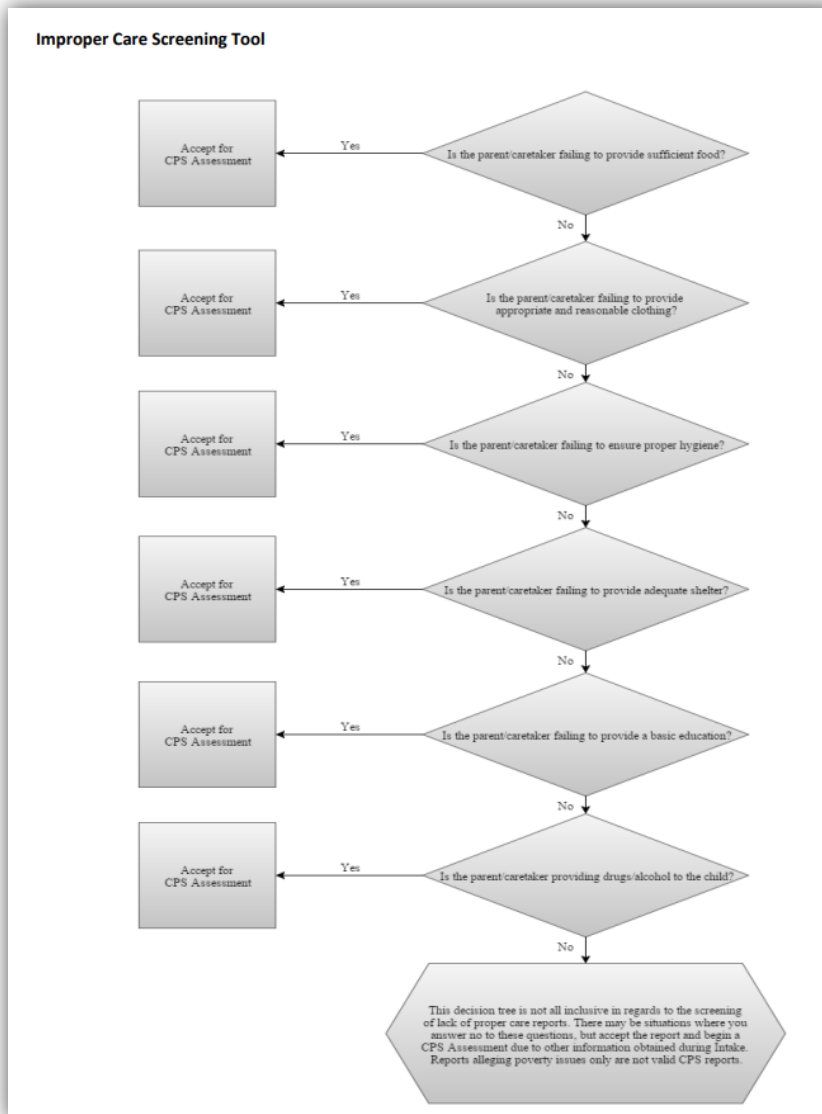 Improper Care Screening Tool
Accept for
CPS Assessment
Yes
Is the parent/caretaker failing to provide sufficient food?
No
Accept for
CPS Assessment
Yes
Is the parent/caretaker failing to provide
appropriate and reasonable clothing?
No
Accept for
CPS Assessment
Yes
Is the parent/caretaker failing to ensure proper hygiene?
No
Accept for
CPS Assessment
Yes
Is the parent/caretaker failing to provide adequate shelter?
No
Accept for
CPS Assessment
Yes
Is the parent/caretaker failing to provide a basic education?
No
Accept for
CPS Assessment
Yes
Is the parent/caretaker providing drugs/alcohol to the child?
No
This decision tree is not all inclusive in regards to the screening
of lack of proper care reports. There may be situations where you
answer no to these questions, but accept the report and begin a
CPS Assessment due to other information obtained during Intake.
Reports alleging poverty issues only are not valid CPS reports.